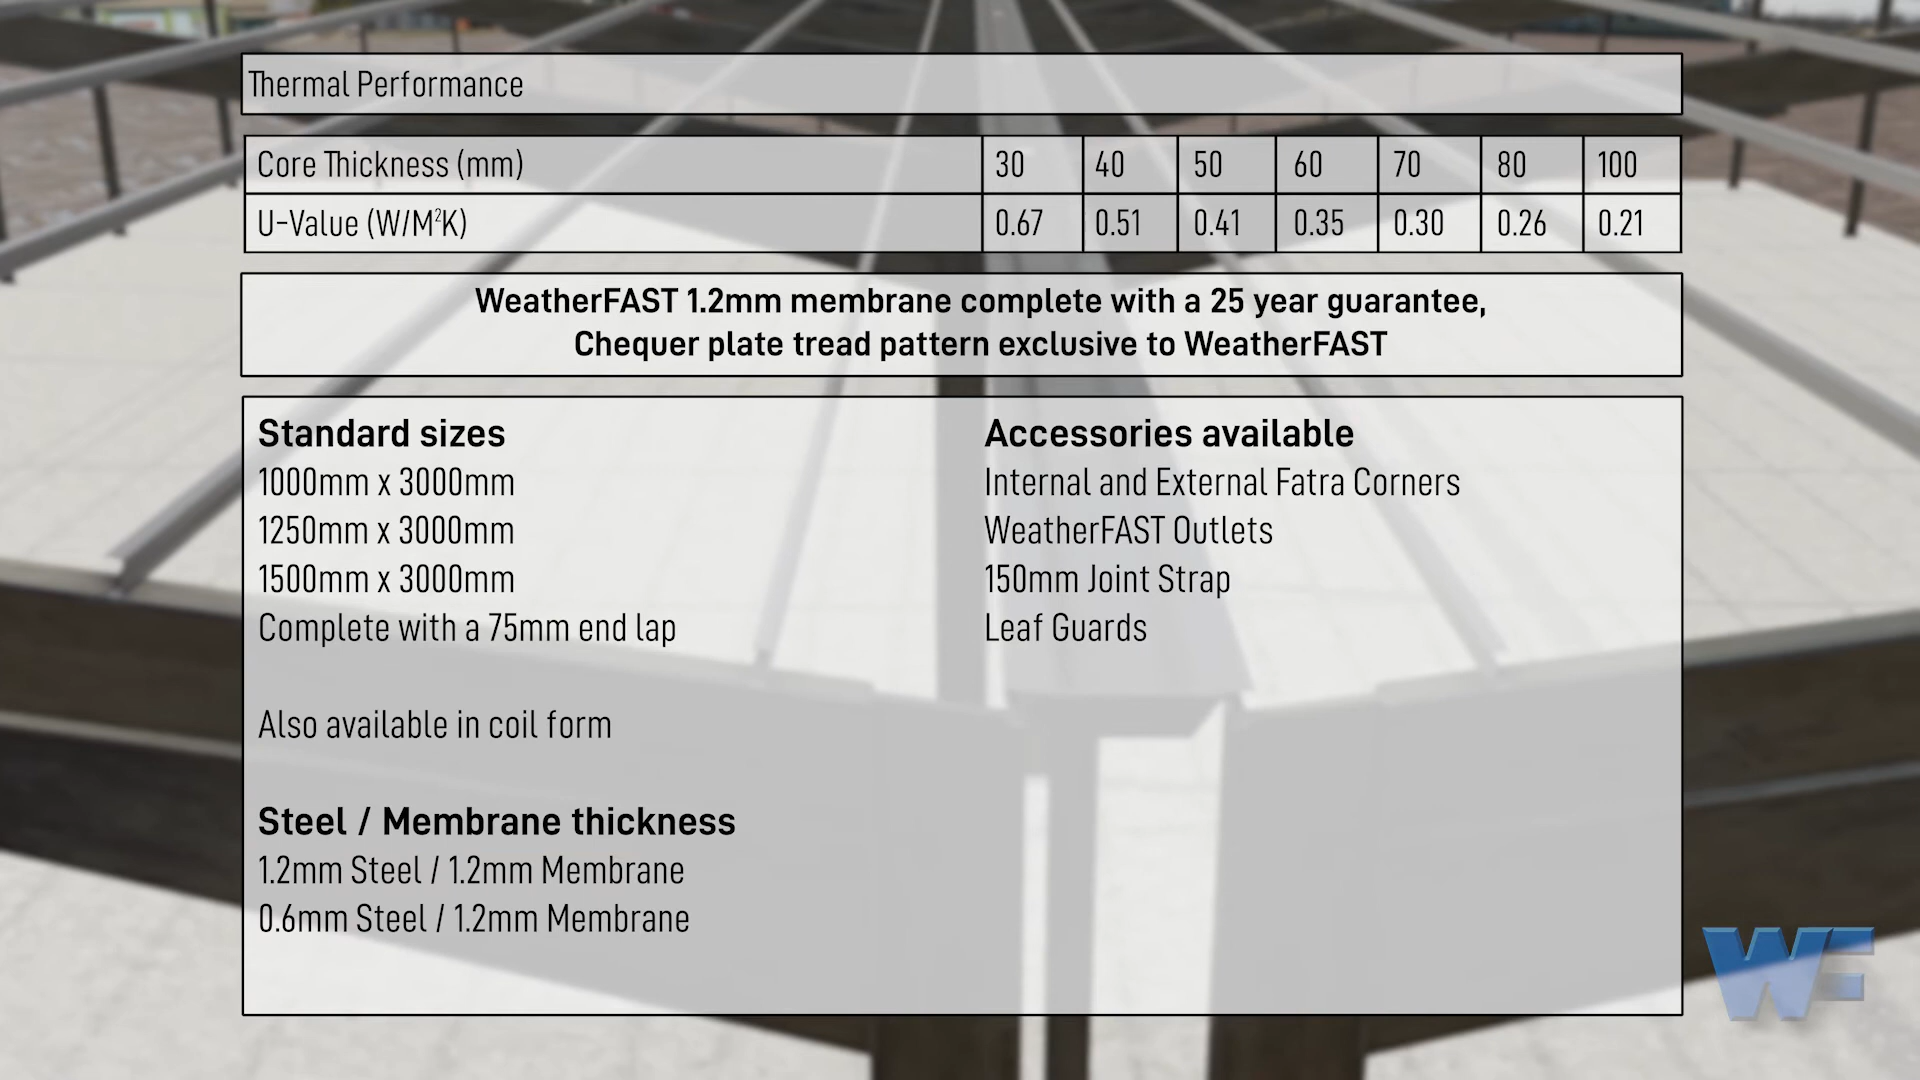 Thermal Performance
Core Thickness (mm) 30 40 50 60 70 80 100
U-Value (W/M²K) 0.67 0.51 0.41 0.35 0.30 0.26 0.21
WeatherFAST 1.2mm membrane complete with a 25 year guarantee,
Chequer plate tread pattern exclusive to WeatherFAST
Standard sizes
1000mm x 3000mm
1250mm x 3000mm
1500mm x 3000mm
Complete with a 75mm end lap
Also available in coil form
Steel / Membrane thickness
1.2mm Steel / 1.2mm Membrane
0.6mm Steel / 1.2mm Membrane
Accessories available
Internal and External Fatra Corners
WeatherFAST Outlets
150mm Joint Strap
Leaf Guards
WF